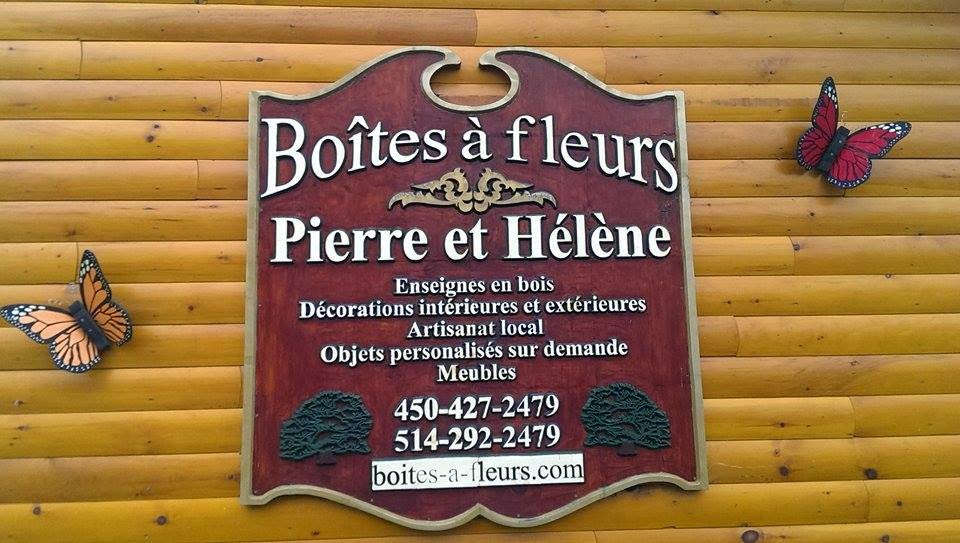 Boîtes à fleurs
Pierre et Hélène
Enseignes en bois
Décorations intérieures et extérieures
Artisanat local
Objets personalisés sur demande
Meubles
450-427-2479
514-292-2479
boites-a-fleurs.com